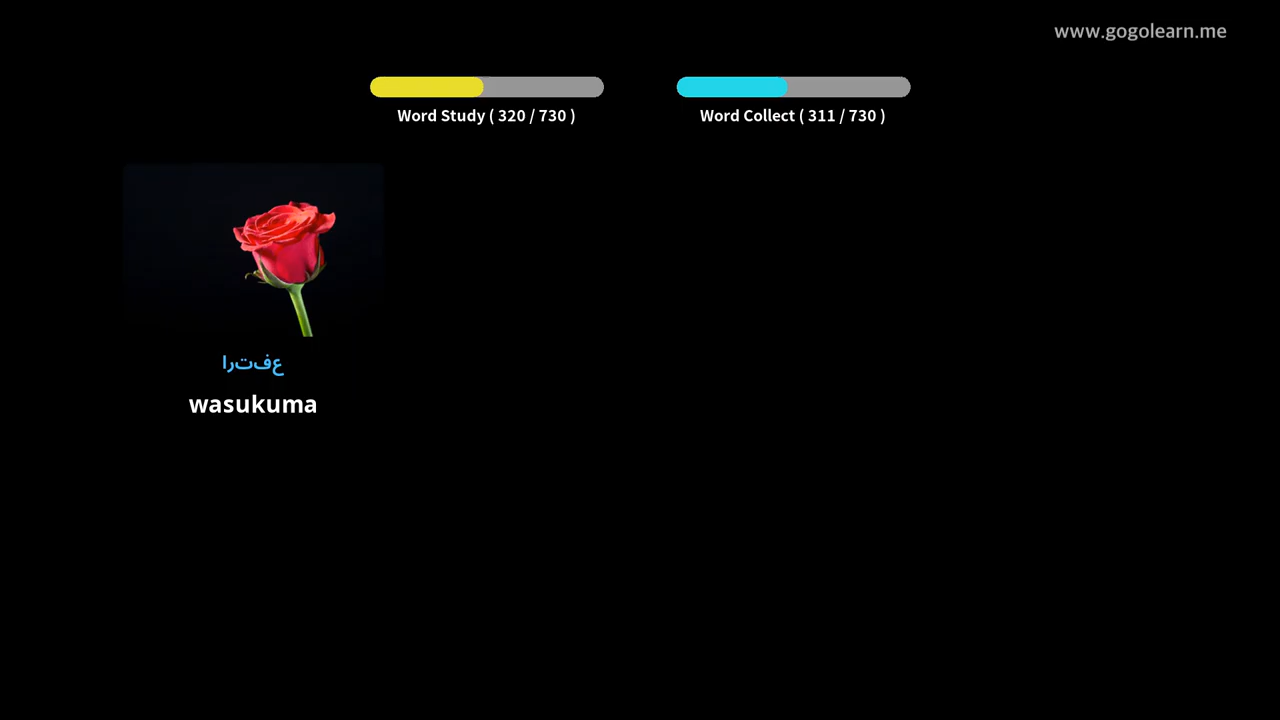 www.gogolearn.me
Word Study ( 320 / 730 )
Word Collect ( 311 / 730 )
ارتفع
wasukuma